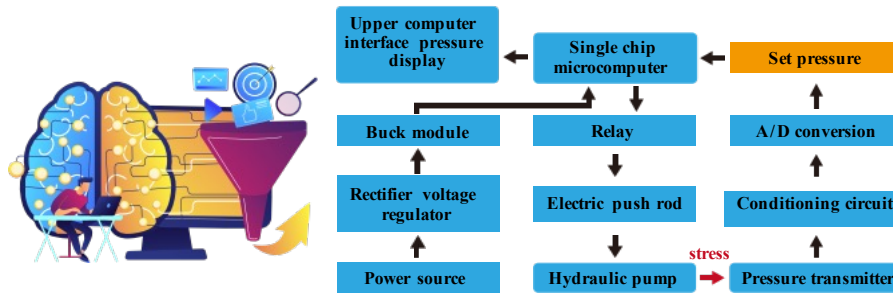 Upper computer
interface pressure
display
Single chip
microcomputer
Set pressure
Buck module
Relay
A/D conversion
Rectifier voltage
regulator
Electric push rod
Conditioning circuit
stress
Power source
Hydraulic pump
Pressure transmitter